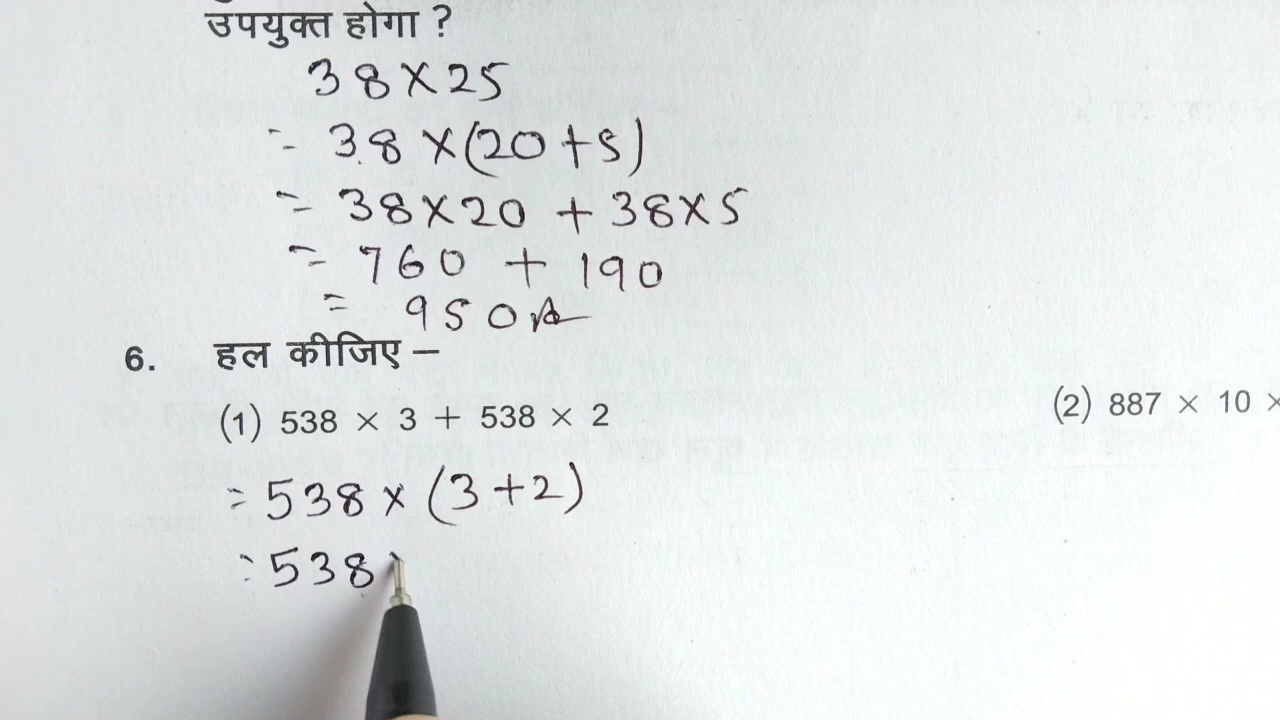 उपयुक्त होगा ?
38×25
= 38×(20+5)
= 38×20 + 38×5
= 760 + 190
= 950
6. हल कीजिए –
(1) 538 × 3 + 538 × 2
(2) 887 × 10 ×
= 538 × (3+2)
= 538